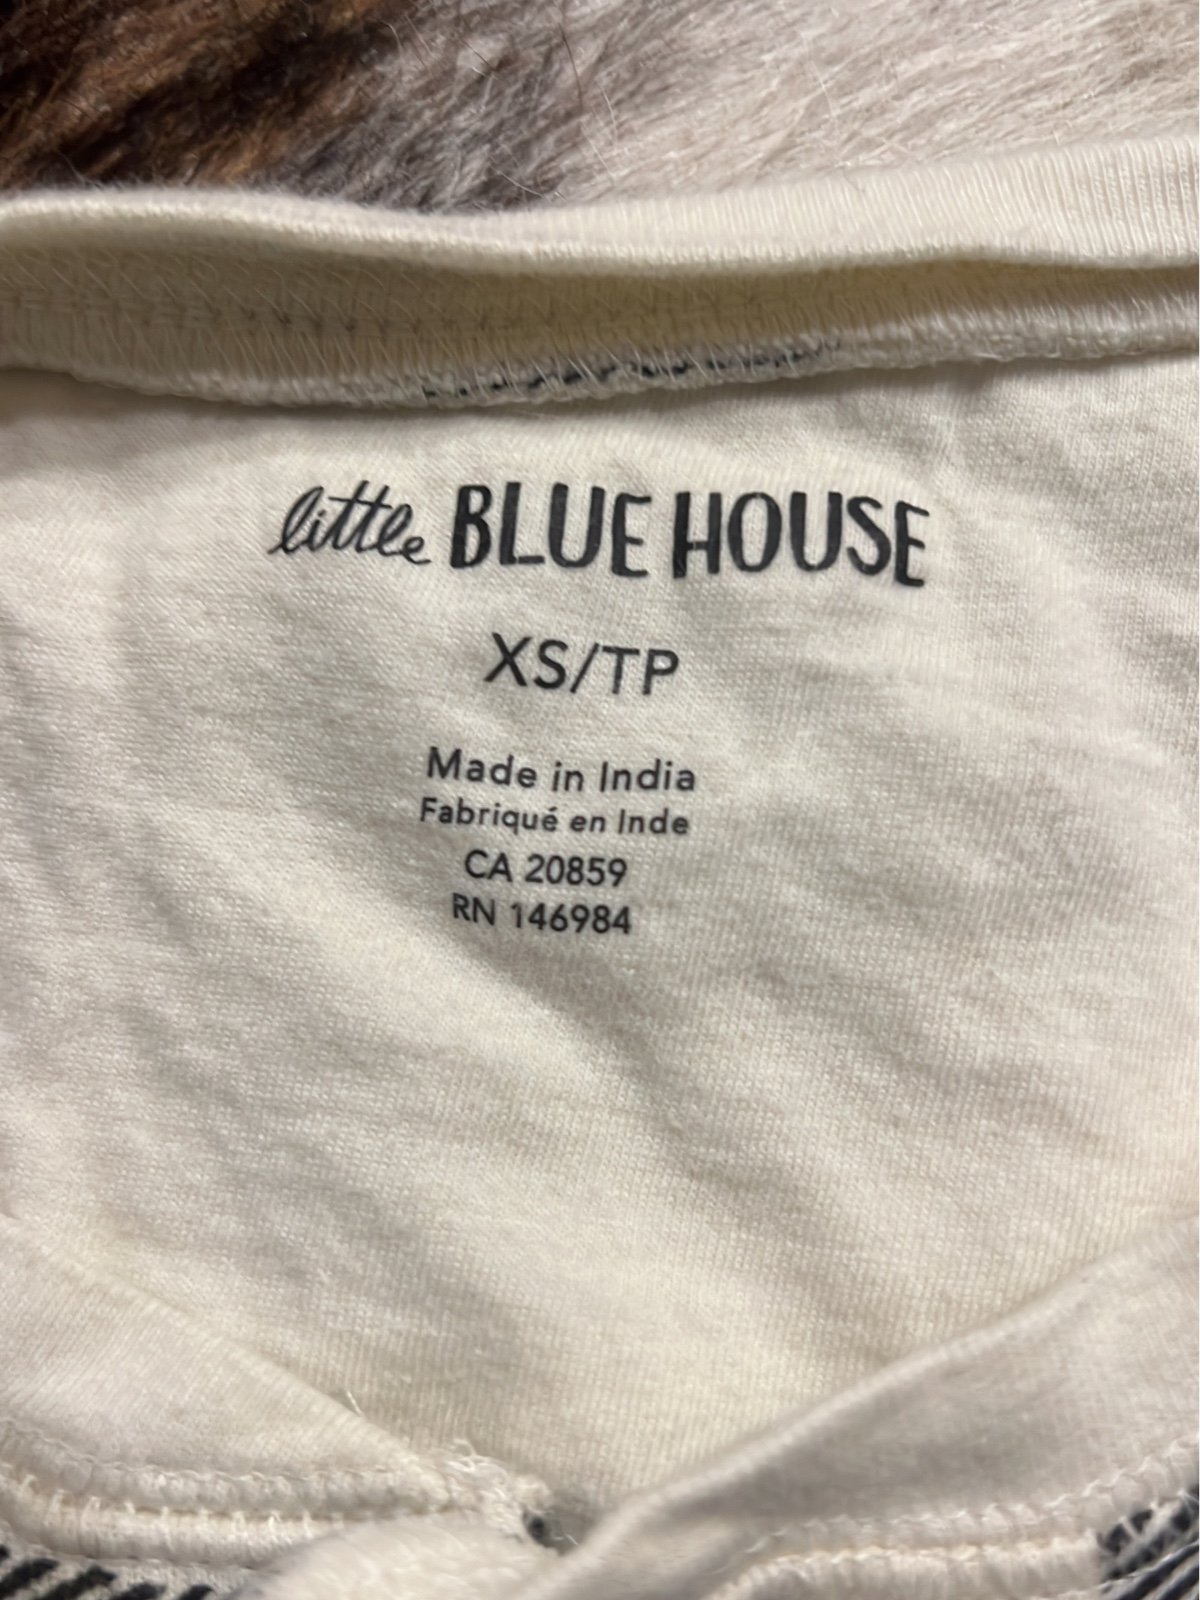 little BLUE HOUSE
XS/TP
Made in India
Fabriqué en Inde
CA 20859
RN 146984